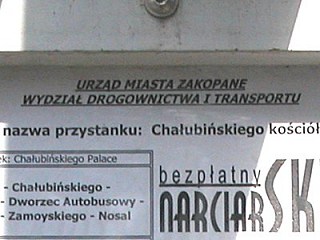 URZĄD MIASTA ZAKOPANE
WYDZIAŁ DROGOWNICTWA I TRANSPORTU
nazwa przystanku: Chałubińskiego kościół
ek: Chałubińskiego Palace
- Chałubińskiego -
- Dworzec Autobusowy -
- Zamoyskiego - Nosal
bezpłatny
NARCIARSK